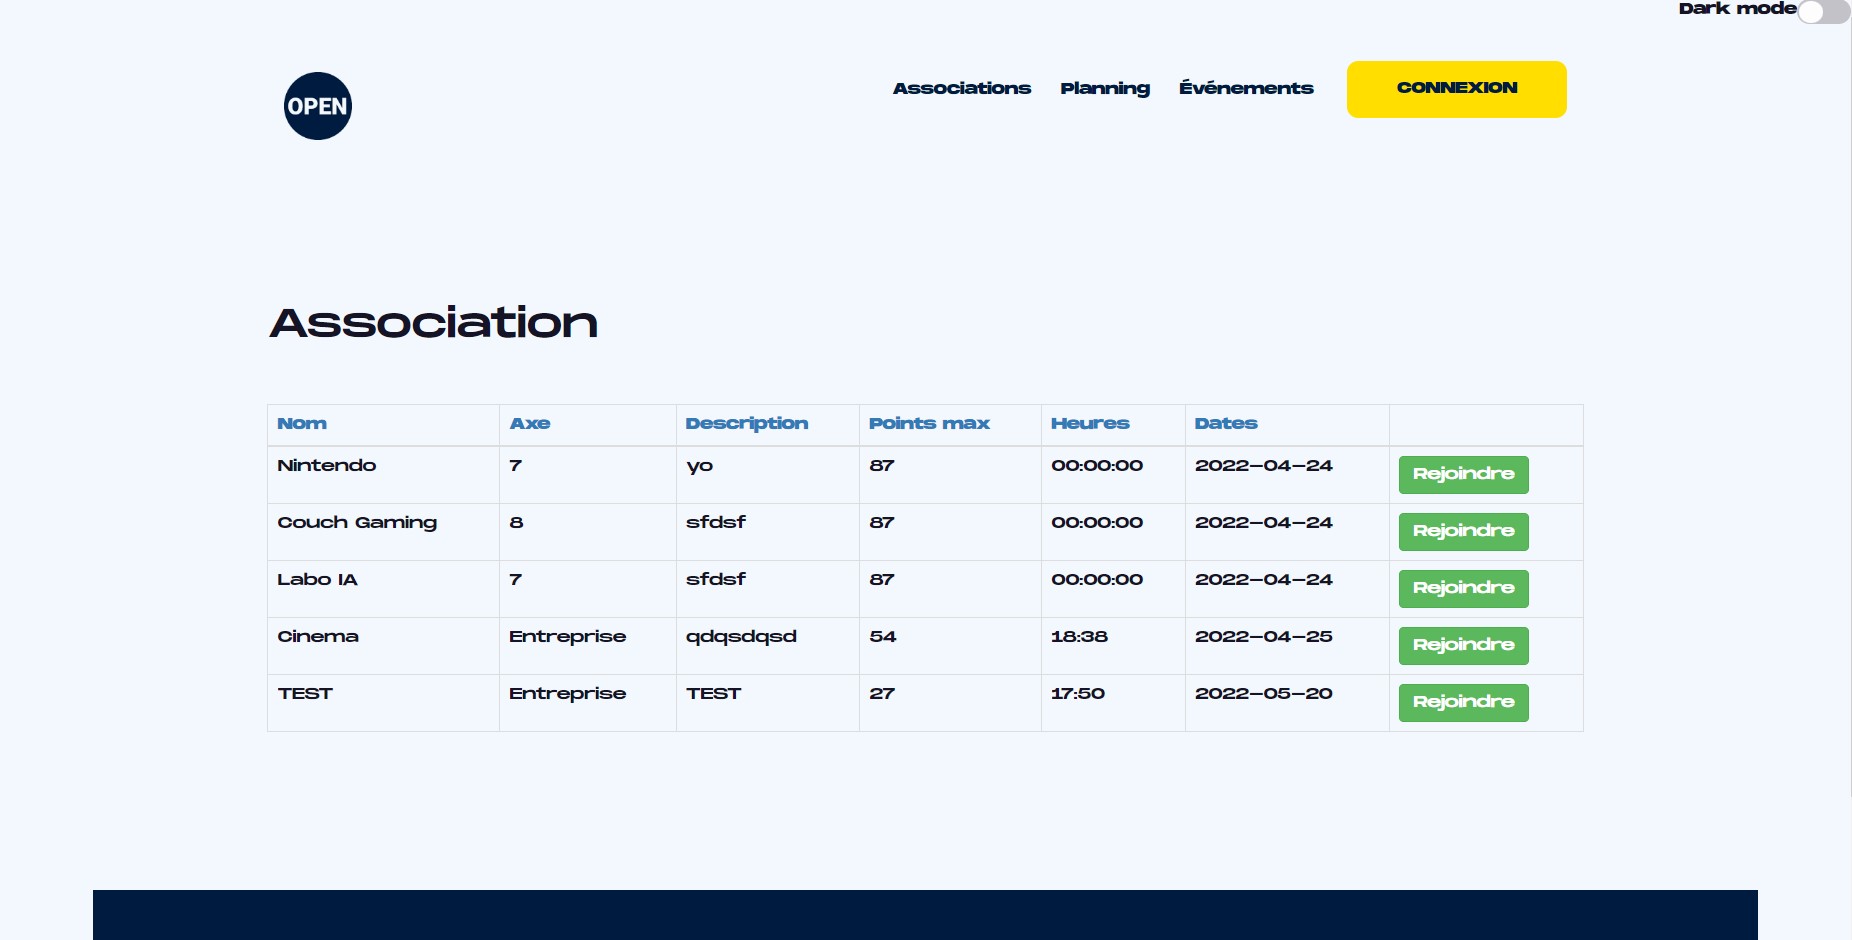 Dark mode
OPEN
Associations Planning Événements CONNEXION
Association
Nom Axe Description Points max Heures Dates
Nintendo 7 yo 87 00:00:00 2022-04-24 Rejoindre
Couch Gaming 8 sfdsf 87 00:00:00 2022-04-24 Rejoindre
Labo IA 7 sfdsf 87 00:00:00 2022-04-24 Rejoindre
Cinema Entreprise qdqsdqsd 54 18:38 2022-04-25 Rejoindre
TEST Entreprise TEST 27 17:50 2022-05-20 Rejoindre